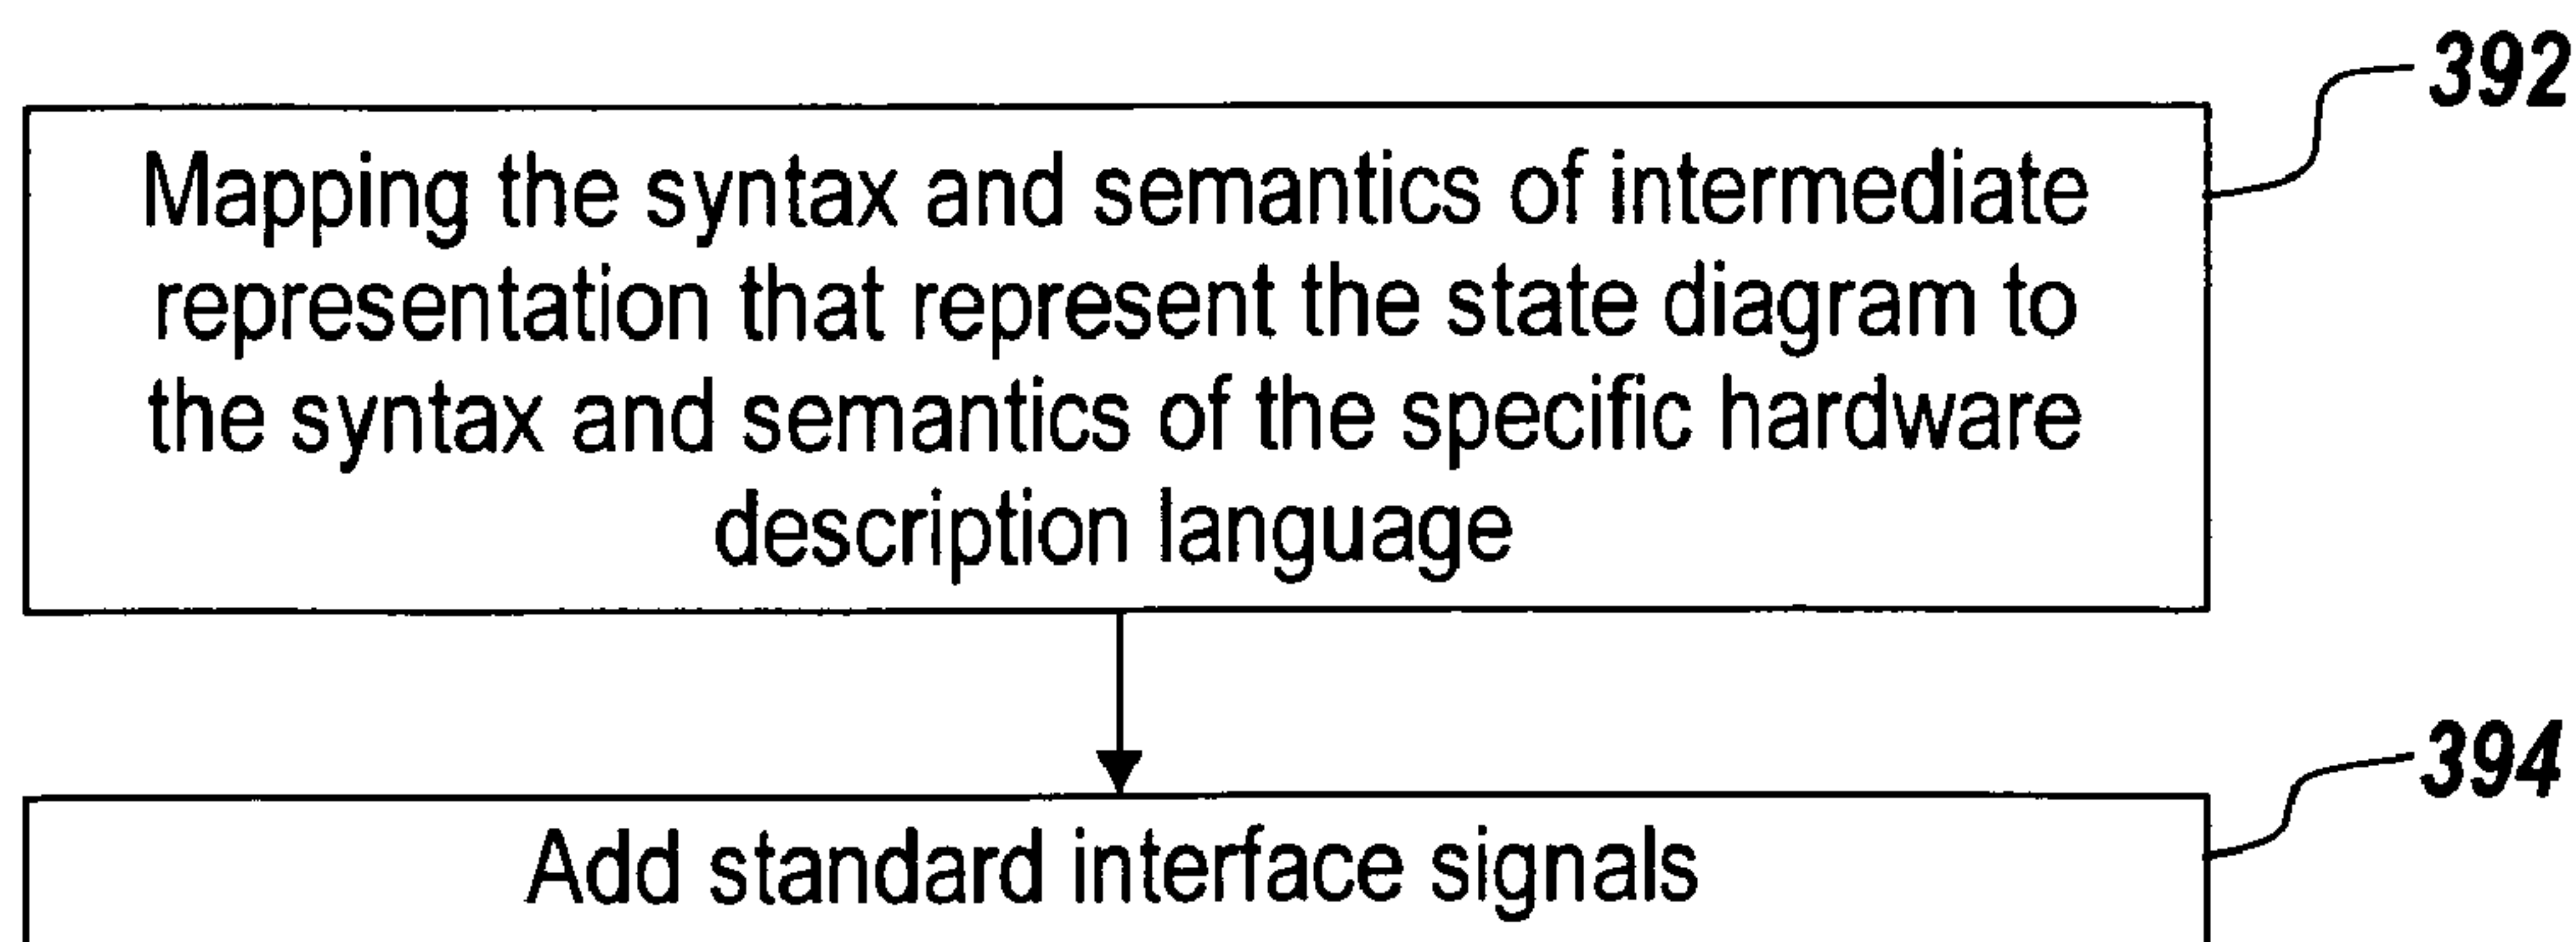 392
Mapping the syntax and semantics of intermediate
representation that represent the state diagram to
the syntax and semantics of the specific hardware
description language
394
Add standard interface signals